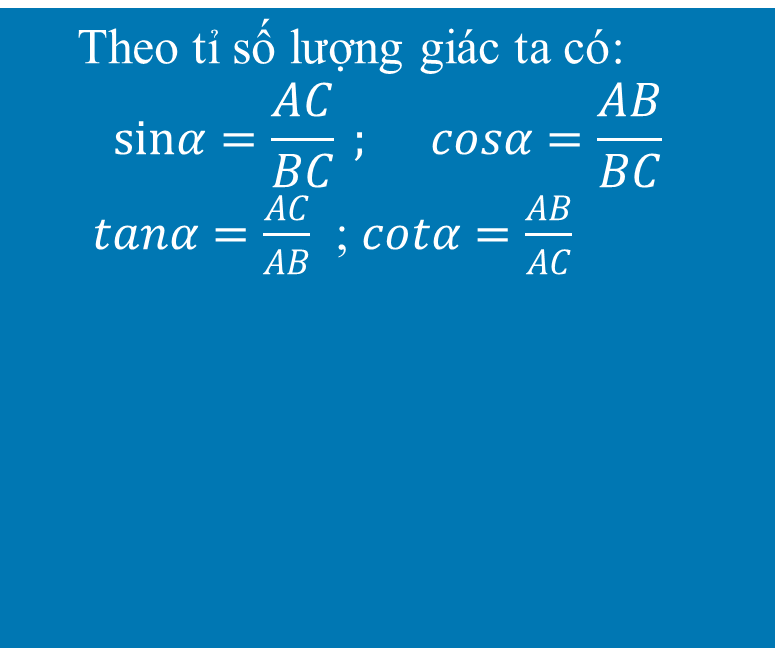 Theo tỉ số lượng giác ta có:
sinα = AC/BC ; cosα = AB/BC
tanα = AC/AB ; cotα = AB/AC